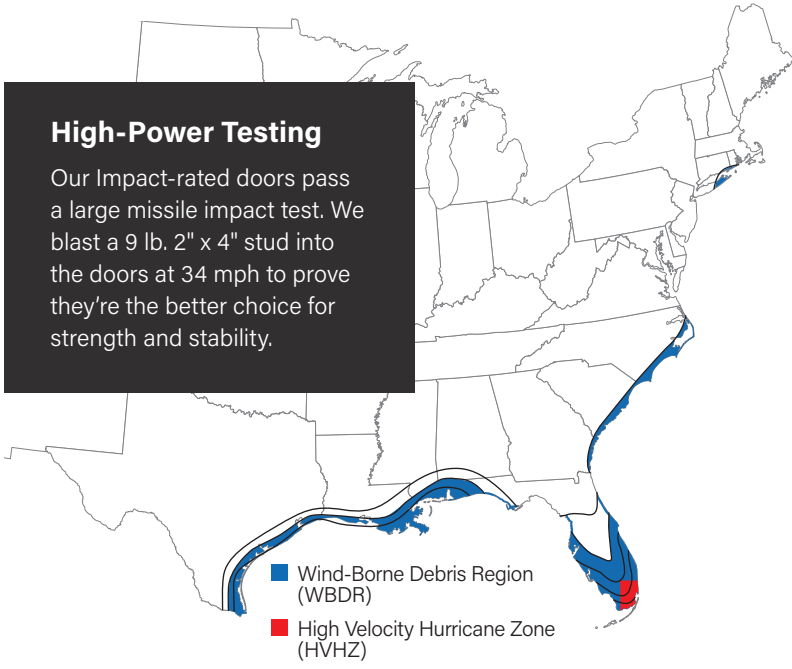 High-Power Testing
Our Impact-rated doors pass
a large missile impact test. We
blast a 9 lb. 2" x 4" stud into
the doors at 34 mph to prove
they're the better choice for
strength and stability.
Wind-Borne Debris Region
(WBDR)
High Velocity Hurricane Zone
(HVHZ)